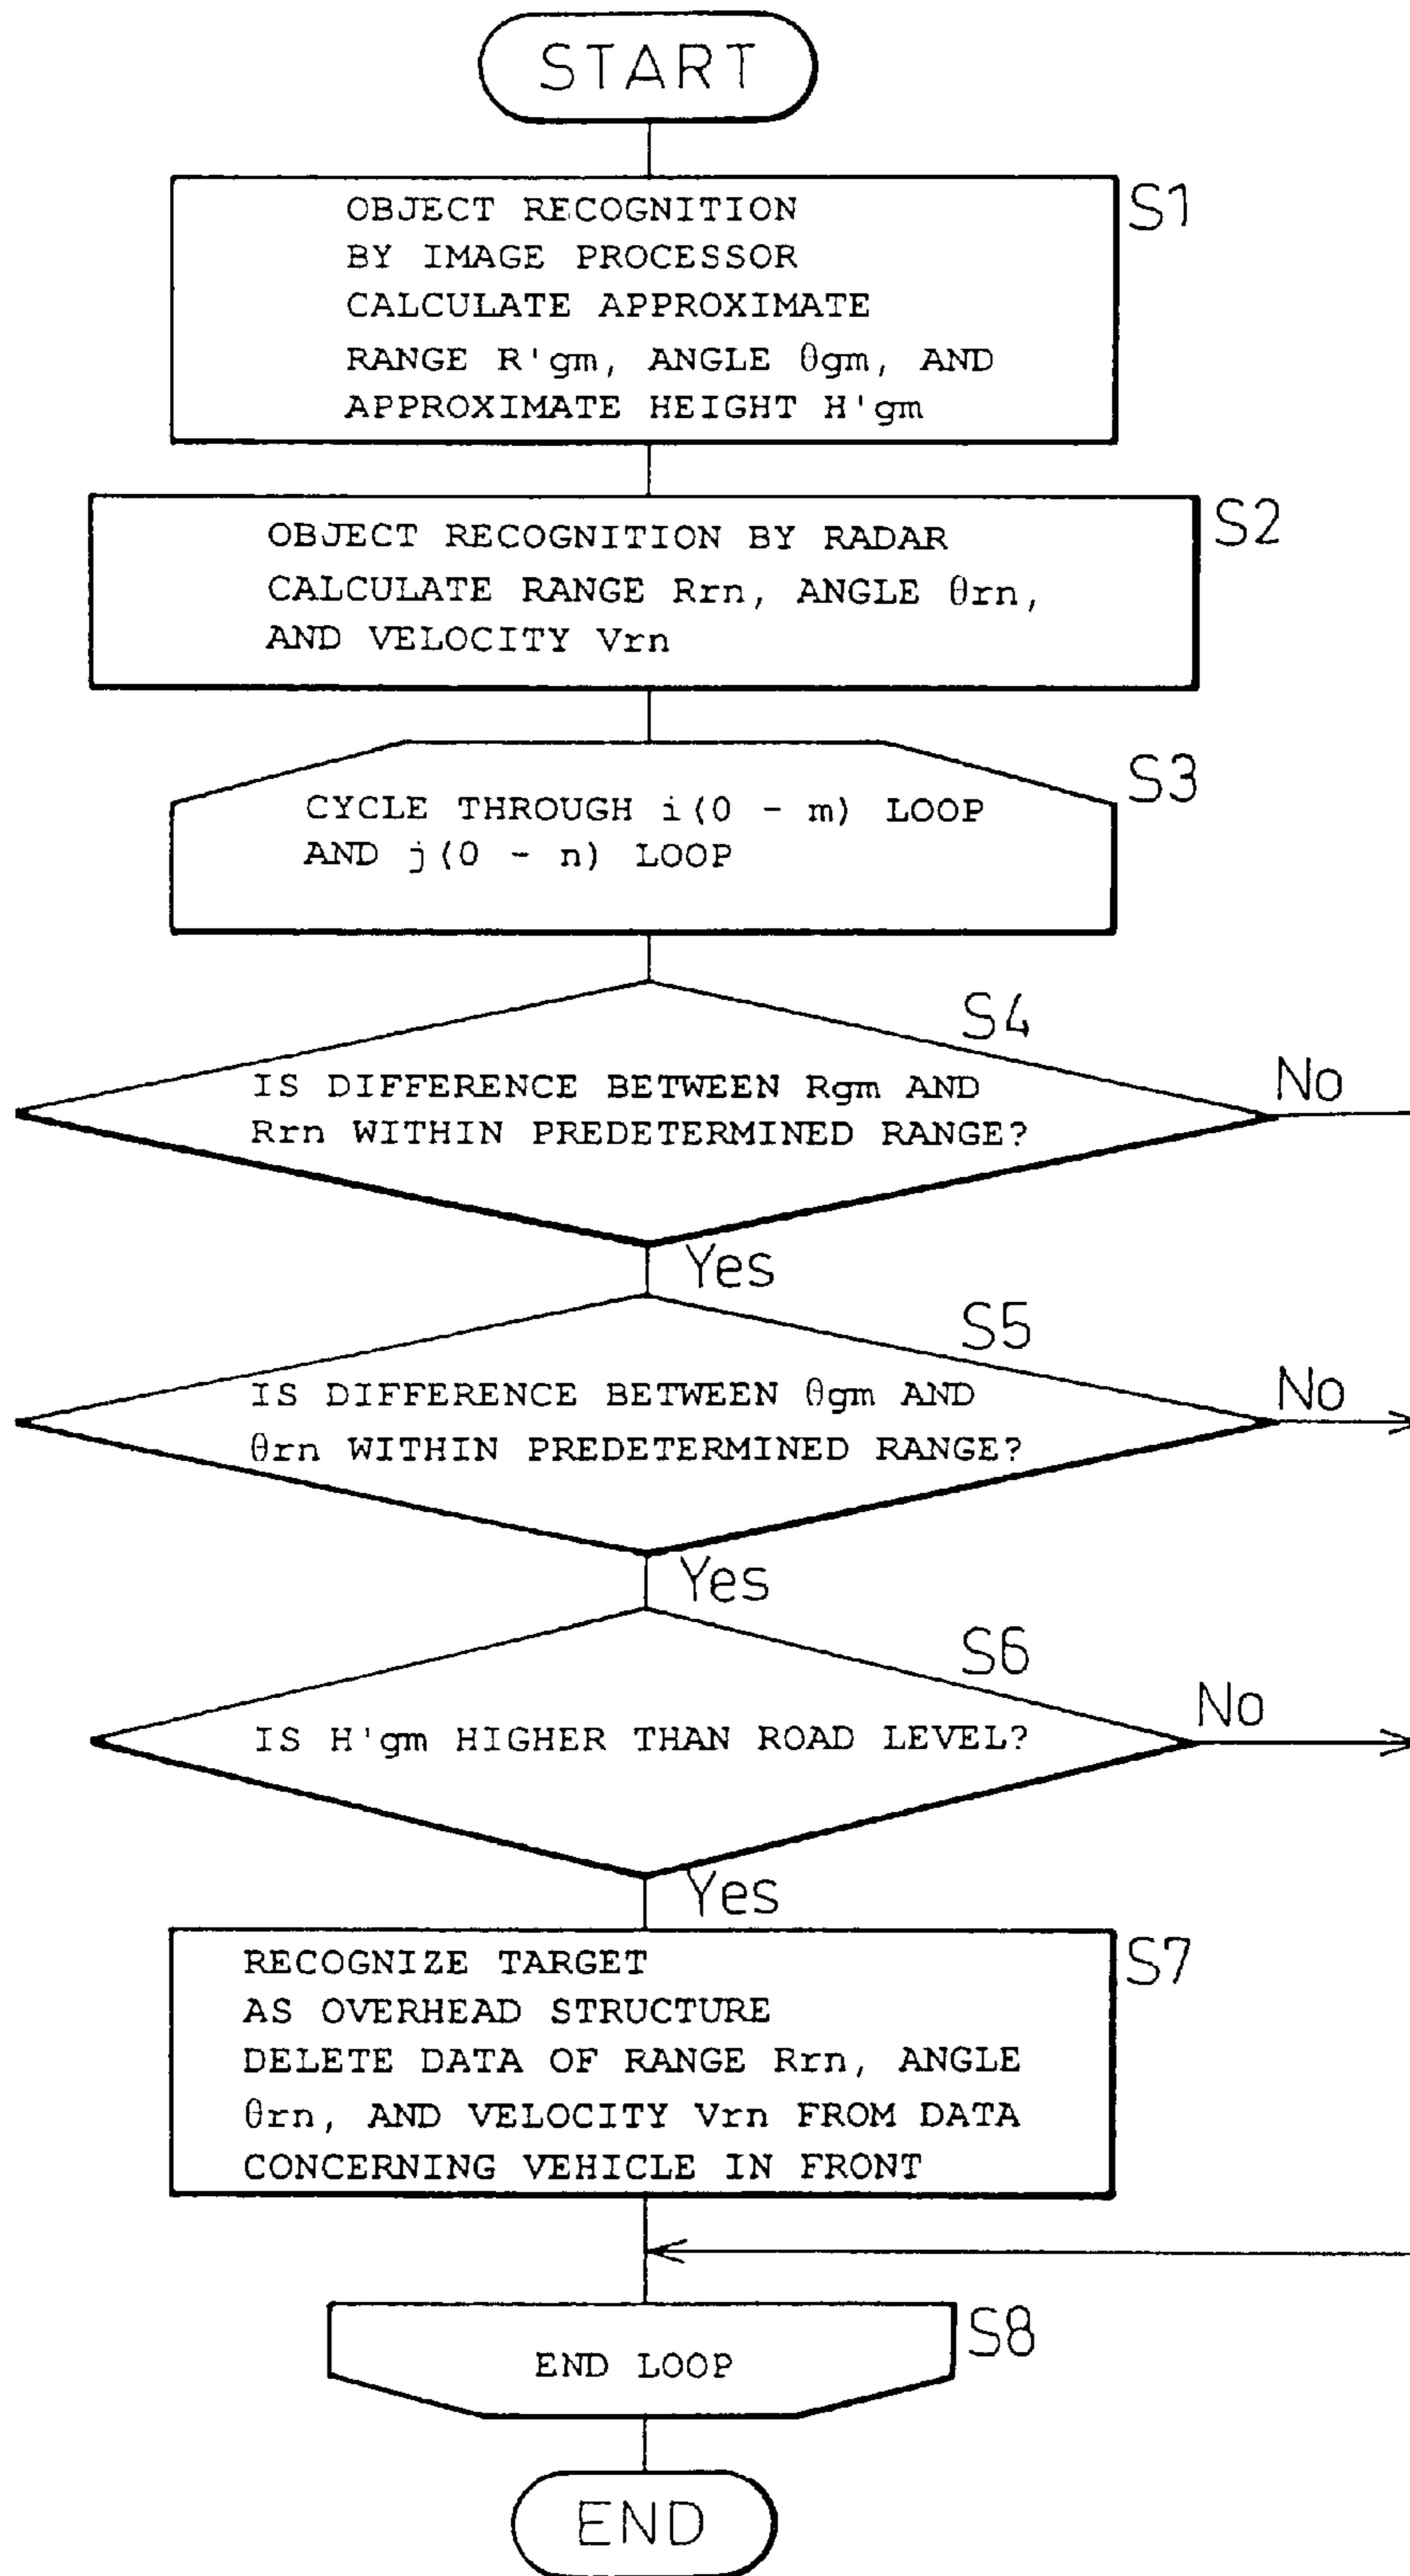 START
S1
OBJECT RECOGNITION
BY IMAGE PROCESSOR
CALCULATE APPROXIMATE
RANGE R'gm, ANGLE θgm, AND
APPROXIMATE HEIGHT H'gm
S2
OBJECT RECOGNITION BY RADAR
CALCULATE RANGE Rrn, ANGLE θrn,
AND VELOCITY Vrn
S3
CYCLE THROUGH i(0 - m) LOOP
AND j(0 - n) LOOP
S4
IS DIFFERENCE BETWEEN Rgm AND
Rrn WITHIN PREDETERMINED RANGE?
No
Yes
S5
IS DIFFERENCE BETWEEN θgm AND
θrn WITHIN PREDETERMINED RANGE?
No
Yes
S6
IS H'gm HIGHER THAN ROAD LEVEL?
No
Yes
S7
RECOGNIZE TARGET
AS OVERHEAD STRUCTURE
DELETE DATA OF RANGE Rrn, ANGLE
θrn, AND VELOCITY Vrn FROM DATA
CONCERNING VEHICLE IN FRONT
S8
END LOOP
END